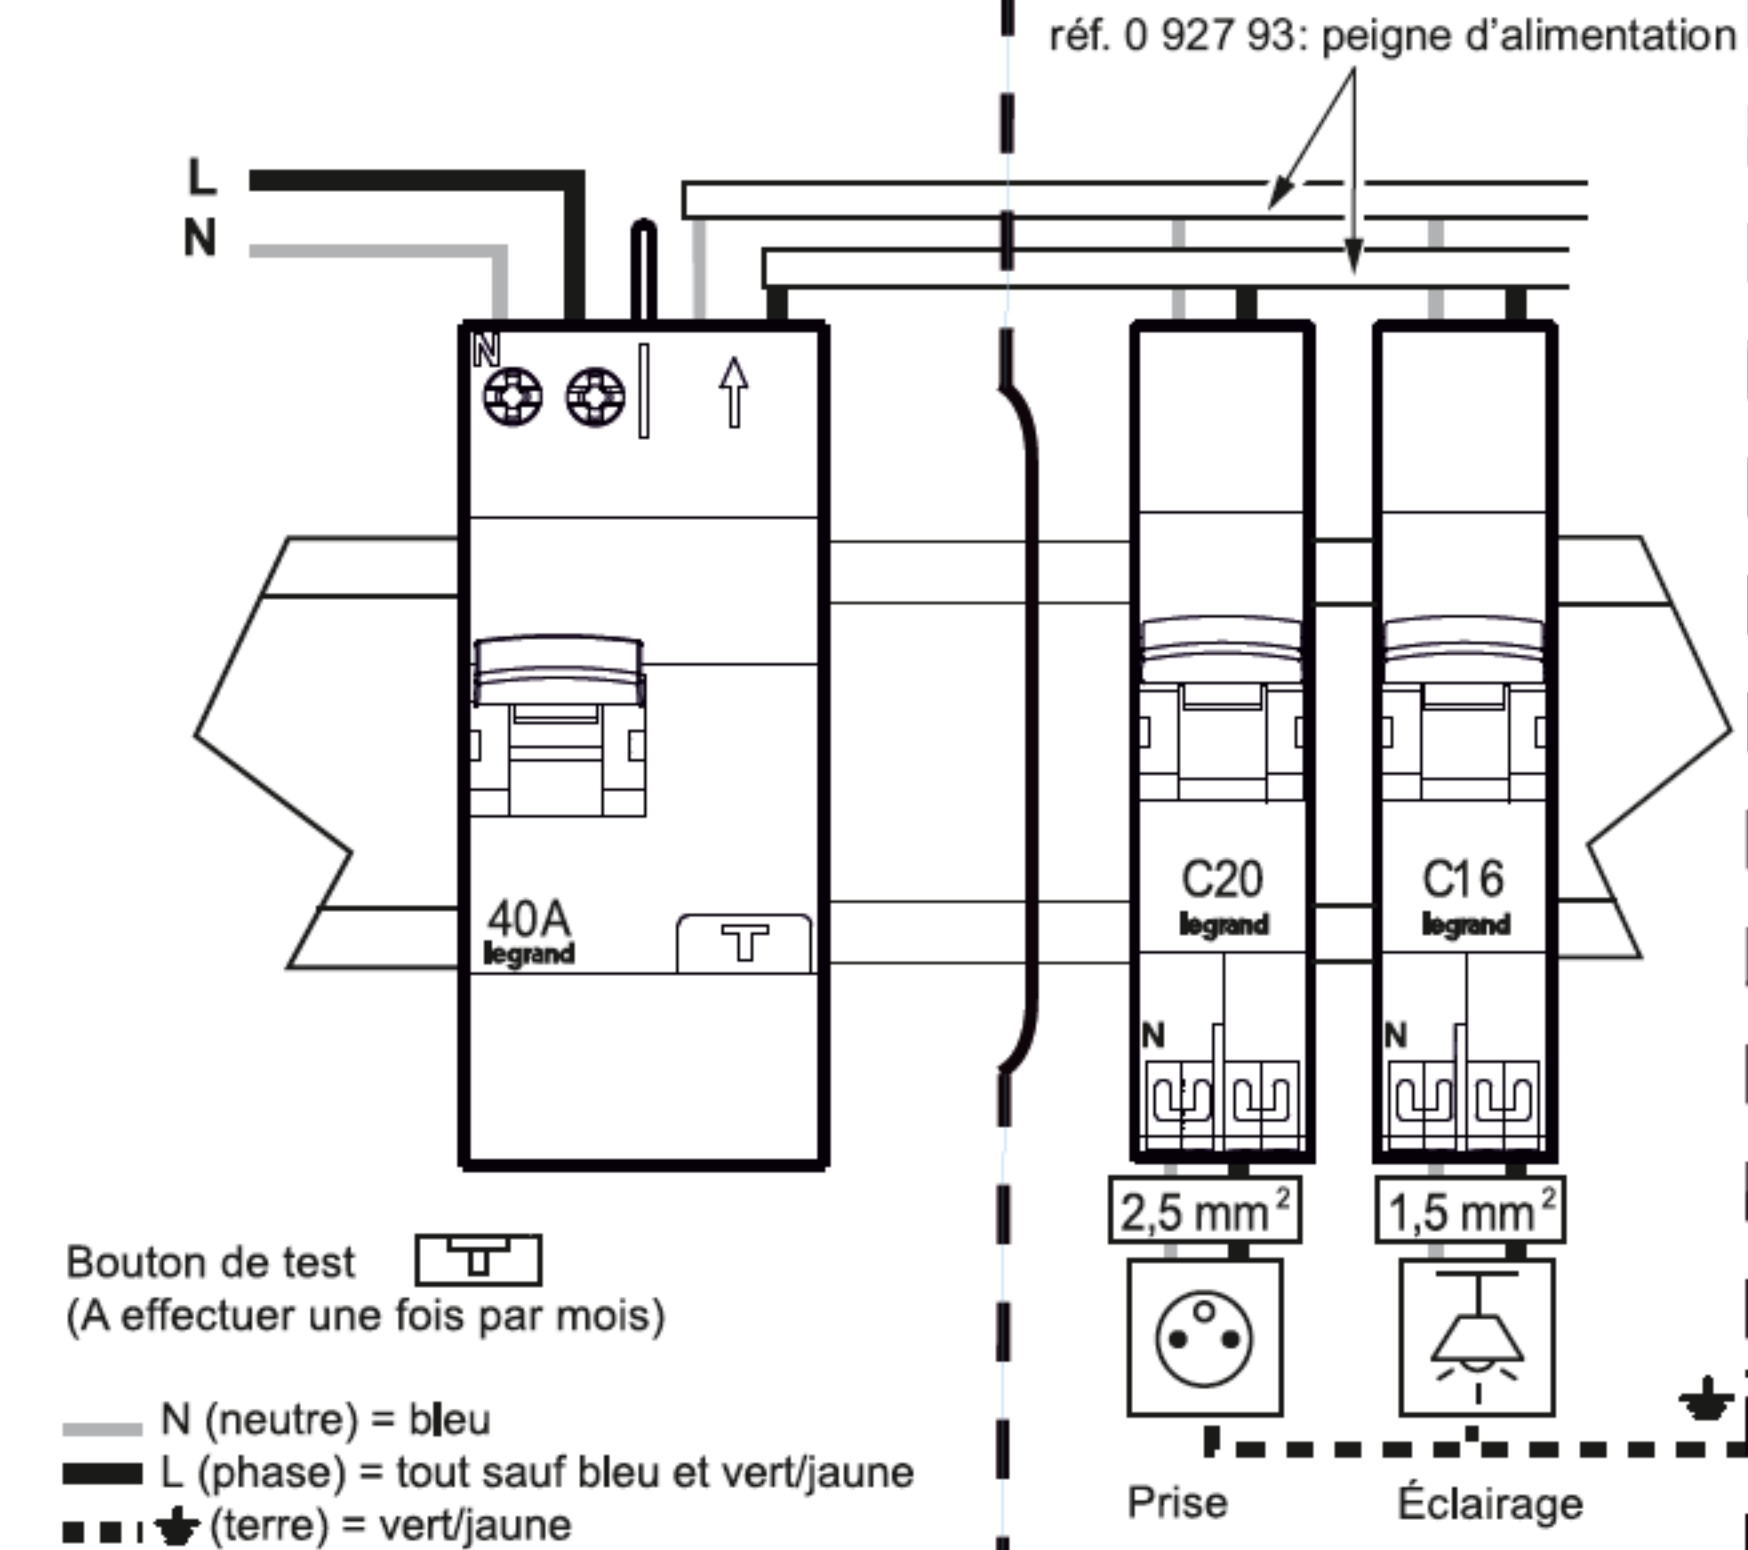 réf. 0 927 93: peigne d'alimentation
L
N
N
40A
legrand
T
C20
legrand
N
C16
legrand
N
2,5 mm²
1,5 mm²
Bouton de test T
(A effectuer une fois par mois)
N (neutre) = bleu
L (phase) = tout sauf bleu et vert/jaune
(terre) = vert/jaune
Prise
Éclairage